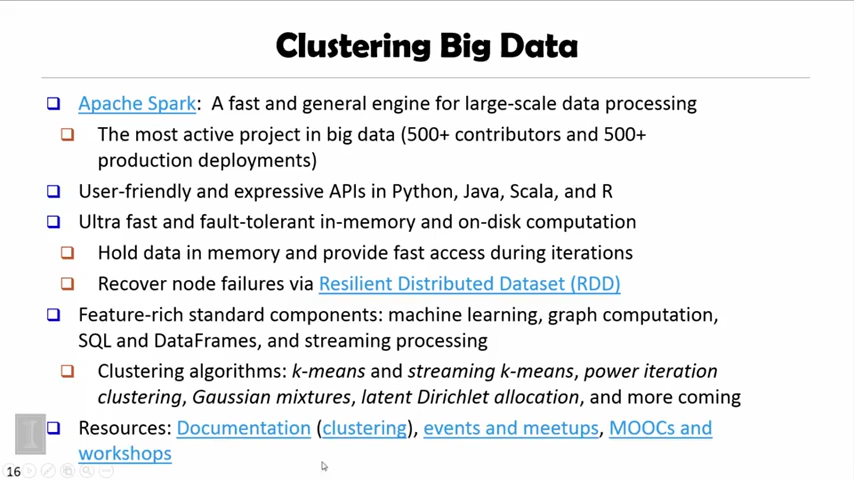 Clustering Big Data
Apache Spark: A fast and general engine for large-scale data processing
The most active project in big data (500+ contributors and 500+
production deployments)
User-friendly and expressive APIs in Python, Java, Scala, and R
Ultra fast and fault-tolerant in-memory and on-disk computation
Hold data in memory and provide fast access during iterations
Recover node failures via Resilient Distributed Dataset (RDD)
Feature-rich standard components: machine learning, graph computation,
SQL and DataFrames, and streaming processing
Clustering algorithms: k-means and streaming k-means, power iteration
clustering, Gaussian mixtures, latent Dirichlet allocation, and more coming
Resources: Documentation (clustering), events and meetups, MOOCs and
workshops
16